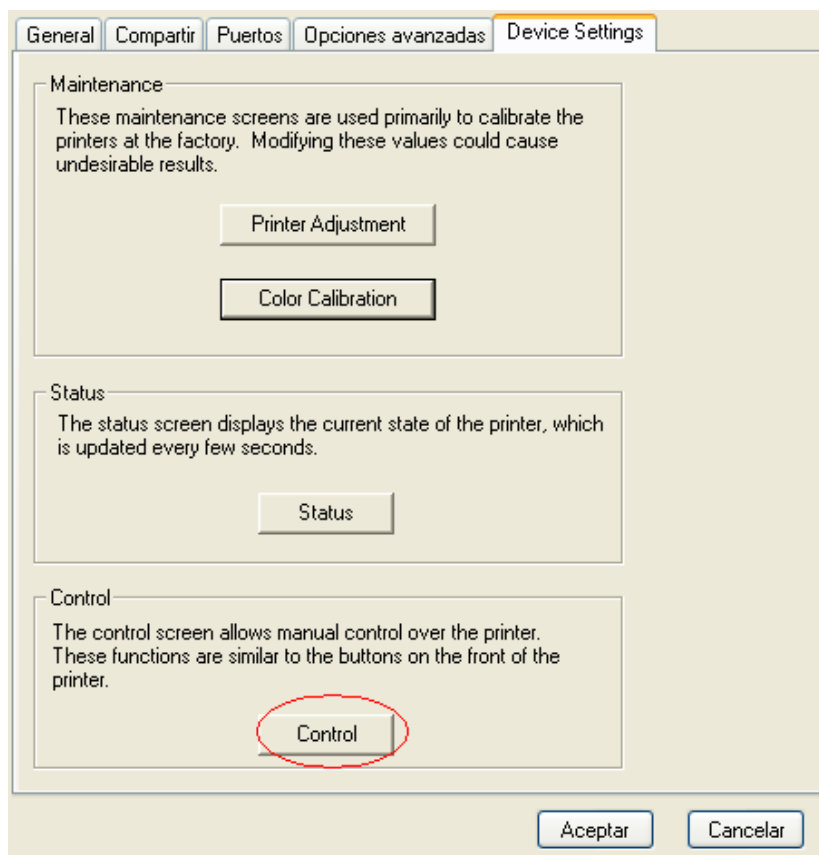 General Compartir Puertos Opciones avanzadas Device Settings
Maintenance
These maintenance screens are used primarily to calibrate the
printers at the factory. Modifying these values could cause
undesirable results.
Printer Adjustment
Color Calibration
Status
The status screen displays the current state of the printer, which
is updated every few seconds.
Status
Control
The control screen allows manual control over the printer.
These functions are similar to the buttons on the front of the
printer.
Control
Aceptar Cancelar